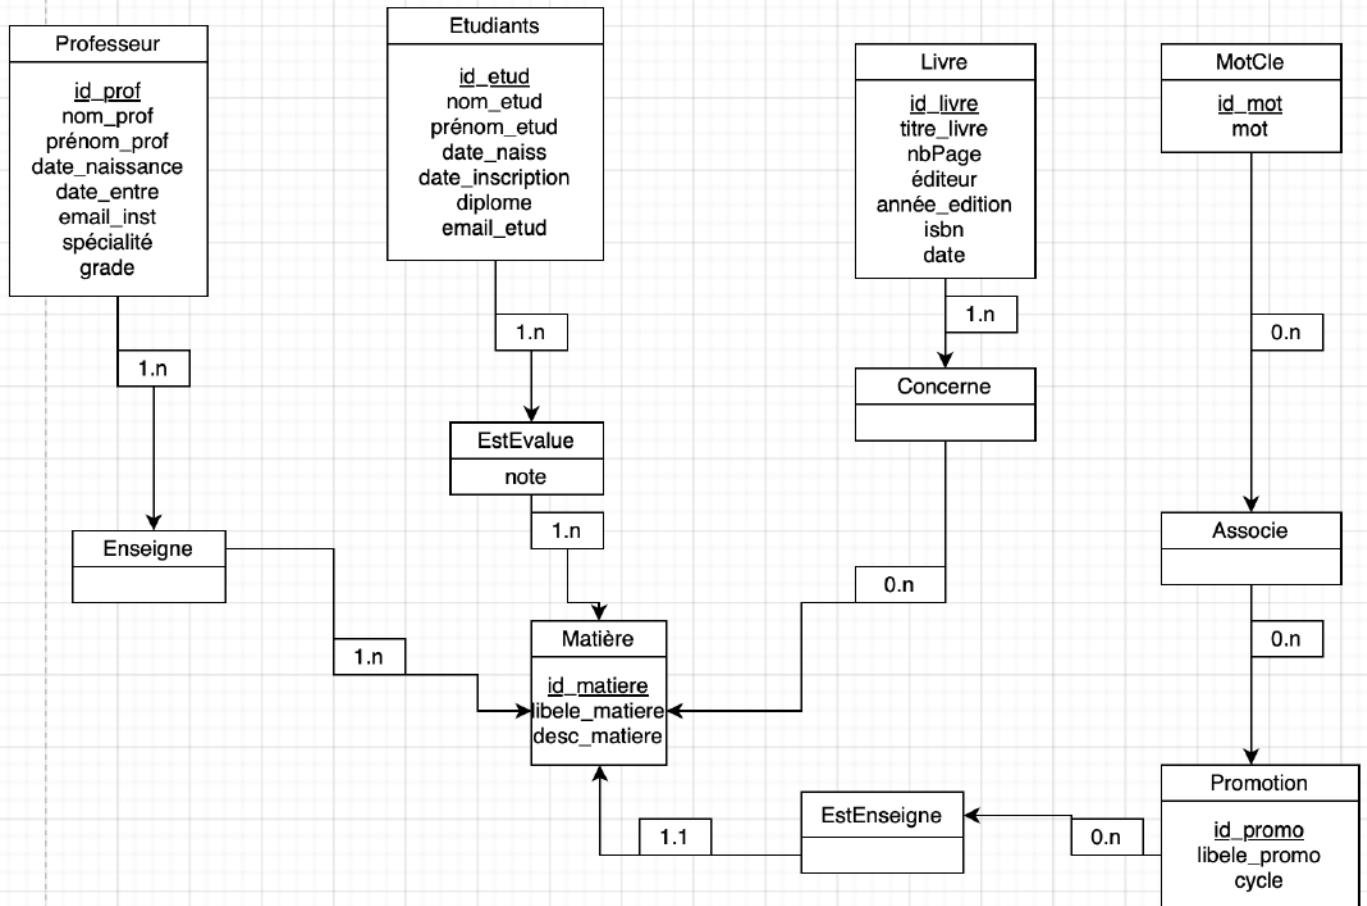 Professeur
id_prof
nom_prof
prénom_prof
date_naissance
date_entre
email_inst
spécialité
grade
Etudiants
id_etud
nom_etud
prénom_etud
date_naiss
date_inscription
diplome
email_etud
Livre
id_livre
titre_livre
nbPage
éditeur
année_edition
isbn
date
MotCle
id_mot
mot
1.n
1.n
1.n
0.n
Concerne
EstEvalue
note
1.n
Enseigne
Associe
0.n
0.n
1.n
Matière
id_matiere
libele_matiere
desc_matiere
EstEnseigne
1.1
0.n
Promotion
id_promo
libele_promo
cycle